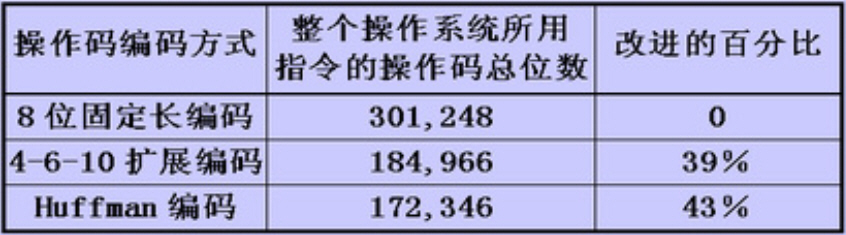 操作码编码方式 整个操作系统所用指令的操作码总位数 改进的百分比
8 位固定长编码 301,248 0
4-6-10 扩展编码 184,966 39%
Huffman 编码 172,346 43%